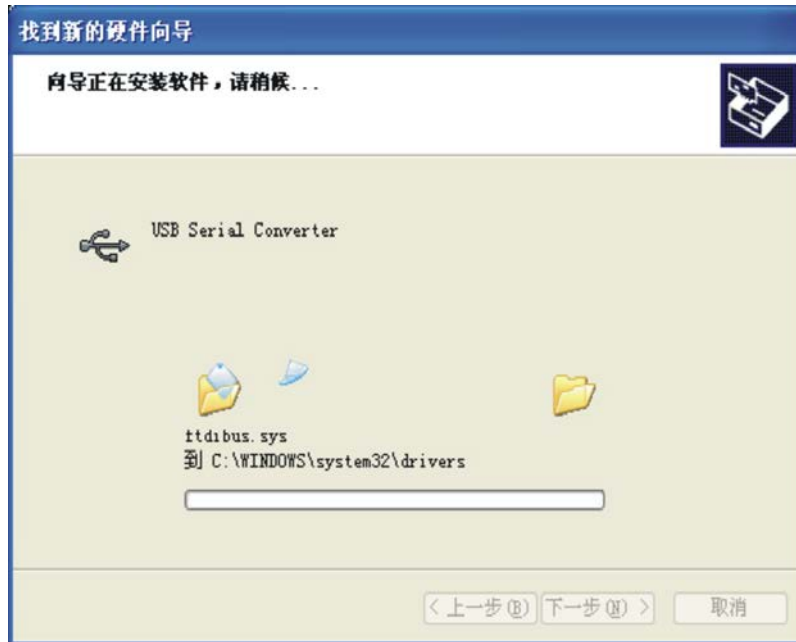 找到新的硬件向导
向导正在安装软件，请稍候...
USB Serial Converter
ttdibus.sys
到 C:\WINDOWS\system32\drivers
< 上一步(B) 下一步(N) > 取消